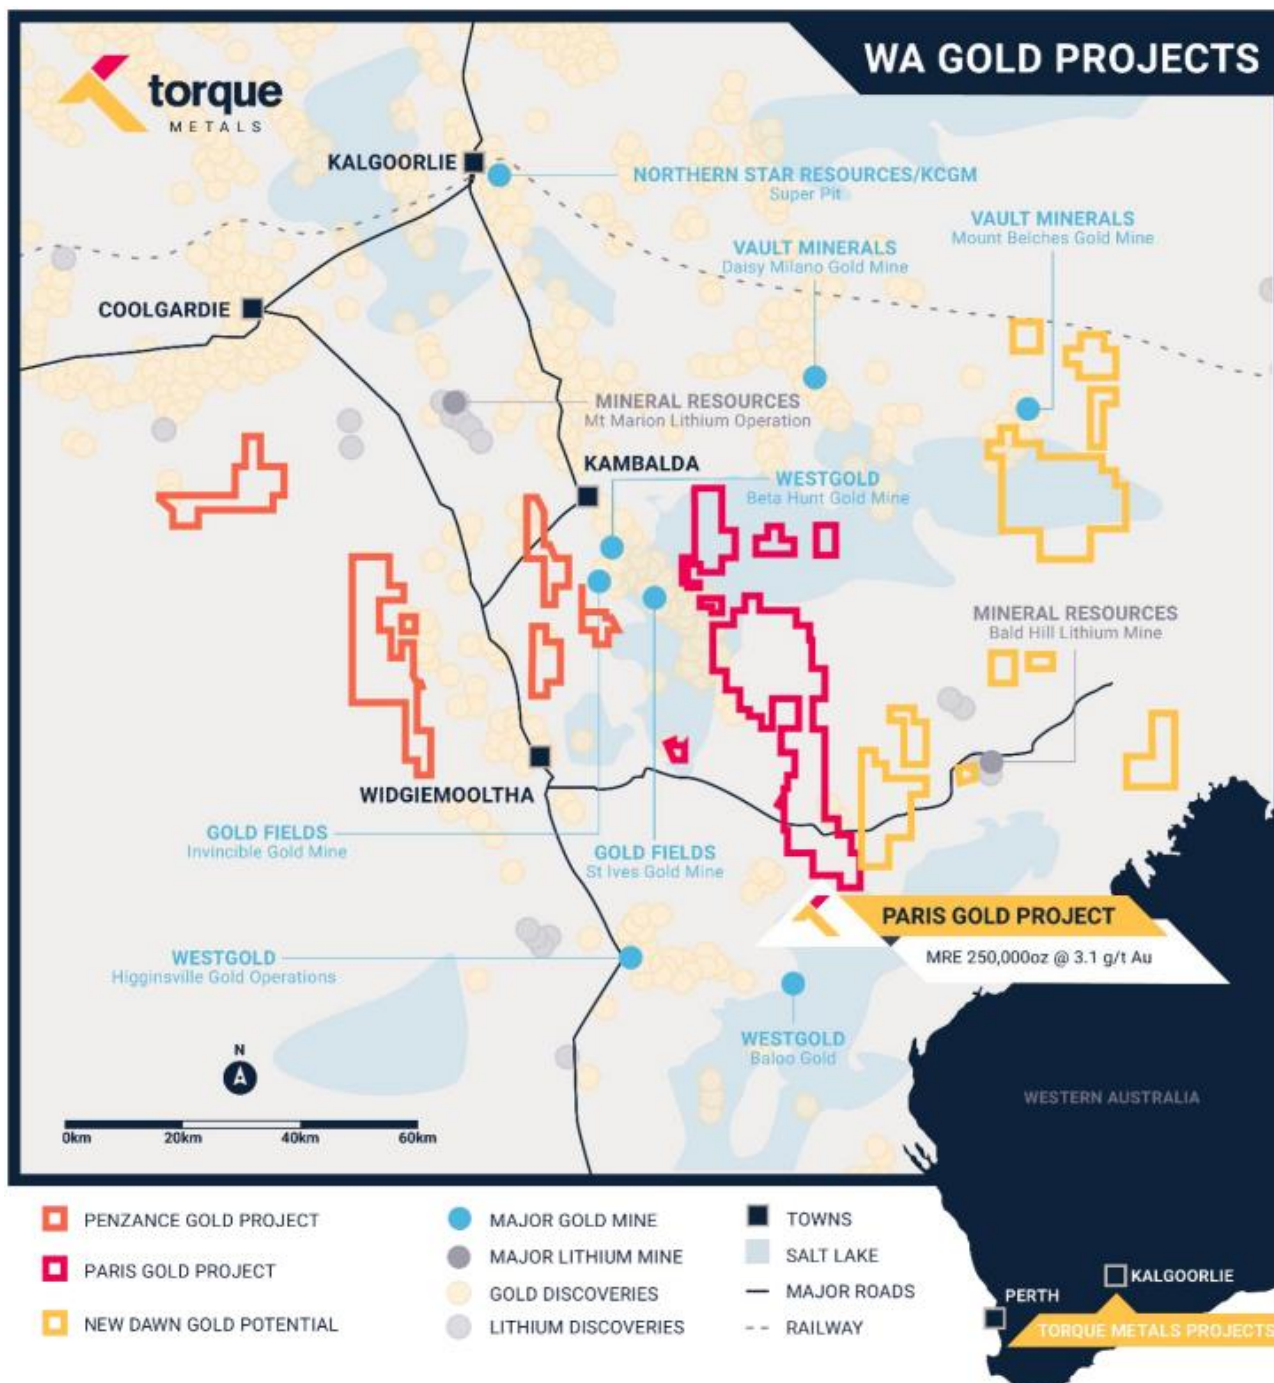 WA GOLD PROJECTS
torque
METALS
KALGOORLIE
NORTHERN STAR RESOURCES/KCGM
Super Pit
VAULT MINERALS
Mount Belches Gold Mine
VAULT MINERALS
Daisy Milano Gold Mine
COOLGARDIE
MINERAL RESOURCES
Mt Marion Lithium Operation
KAMBALDA
WESTGOLD
Beta Hunt Gold Mine
MINERAL RESOURCES
Bald Hill Lithium Mine
WIDGIEMOOLTHA
GOLD FIELDS
Invincible Gold Mine
GOLD FIELDS
St Ives Gold Mine
PARIS GOLD PROJECT
MRE 250,000oz @ 3.1 g/t Au
WESTGOLD
Higginsville Gold Operations
WESTGOLD
Baloo Gold
N
A
0km 20km 40km 60km
WESTERN AUSTRALIA
PENZANCE GOLD PROJECT
PARIS GOLD PROJECT
NEW DAWN GOLD POTENTIAL
MAJOR GOLD MINE
MAJOR LITHIUM MINE
GOLD DISCOVERIES
LITHIUM DISCOVERIES
TOWNS
SALT LAKE
MAJOR ROADS
RAILWAY
KALGOORLIE
PERTH
TORQUE METALS PROJECTS